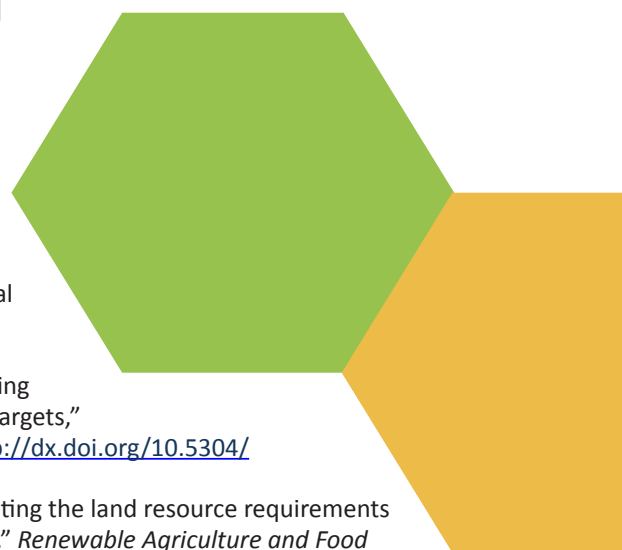 al
ing
argets,”
o://dx.doi.org/10.5304/
ting the land resource requirements
,” Renewable Agriculture and Food